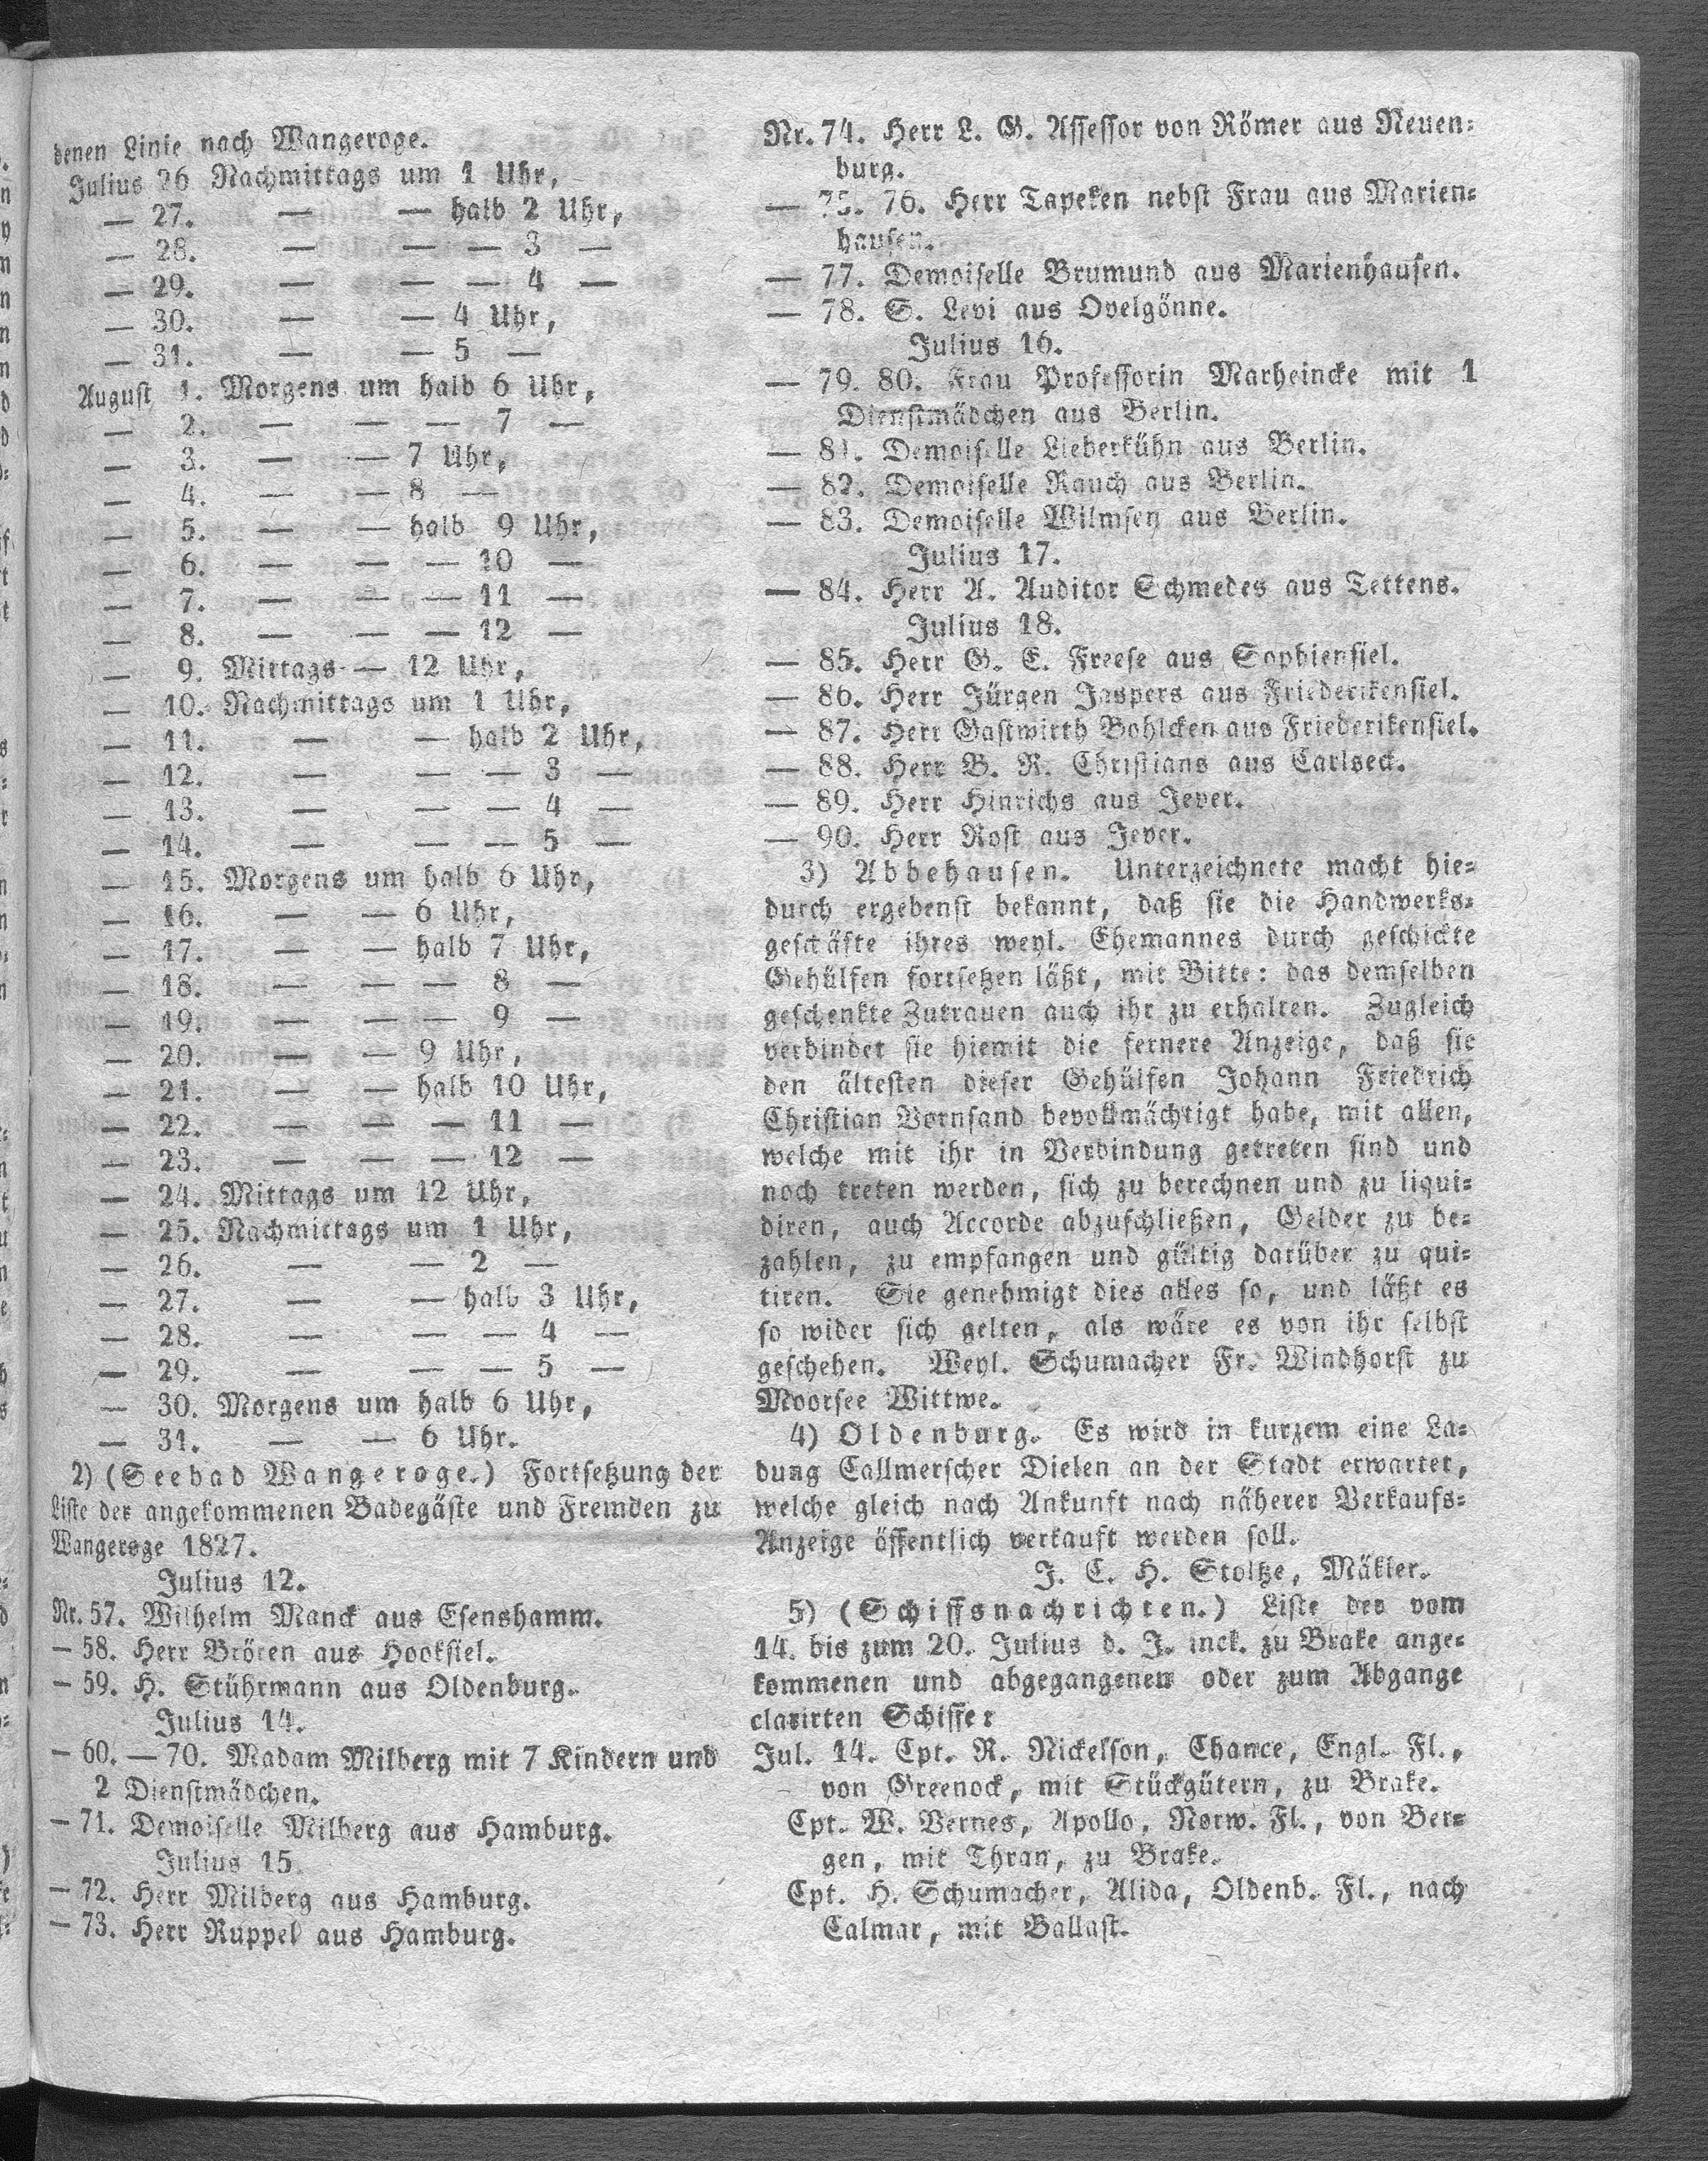 denen Linie nach Wangeroge.
Julius 26 Nachmittags um 1 Uhr,
— 27. — — halb 2 Uhr,
— 28. — — — 3 —
— 29. — — — 4 —
— 30. — — 4 Uhr,
— 31. — — 5 —
August 1. Morgens um halb 6 Uhr,
— 2. — — — 7 —
— 3. — — 7 Uhr,
— 4. — — 8 —
— 5. — — halb 9 Uhr,
— 6. — — — 10 —
— 7. — — — 11 —
— 8. — — — 12 —
— 9. Mittags — 12 Uhr,
— 10. Nachmittags um 1 Uhr,
— 11. — — halb 2 Uhr,
— 12. — — — 3 —
— 13. — — — 4 —
— 14. — — — 5 —
— 15. Morgens um halb 6 Uhr,
— 16. — — 6 Uhr,
— 17. — — halb 7 Uhr,
— 18. — — — 8 —
— 19. — — — 9 —
— 20. — — 9 Uhr,
— 21. — — halb 10 Uhr,
— 22. — — — 11 —
— 23. — — — 12 —
— 24. Mittags um 12 Uhr,
— 25. Nachmittags um 1 Uhr,
— 26. — — 2 —
— 27. — — halb 3 Uhr,
— 28. — — — 4 —
— 29. — — — 5 —
— 30. Morgens um halb 6 Uhr,
— 31. — — 6 Uhr.
2) (Seebad Wangeroge.) Fortsetzung der
Liste der angekommenen Badegäste und Fremden zu
Wangeroge 1827.
Julius 12.
Nr. 57. Wilhelm Manck aus Esenshamm.
— 58. Herr Brören aus Hooksiel.
— 59. H. Stührmann aus Oldenburg.
Julius 14.
— 60. — 70. Madam Milberg mit 7 Kindern und
2 Dienstmädchen.
— 71. Demoiselle Milberg aus Hamburg.
Julius 15.
— 72. Herr Milberg aus Hamburg.
— 73. Herr Ruppel aus Hamburg.
Nr. 74. Herr L. G. Assessor von Römer aus Neuen-
burg.
— 75. 76. Herr Tapeken nebst Frau aus Marien-
hausen.
— 77. Demoiselle Brumund aus Marienhausen.
— 78. S. Levi aus Ovelgönne.
Julius 16.
— 79. 80. Frau Professorin Marheincke mit 1
Dienstmädchen aus Berlin.
— 81. Demoiselle Lieberkühn aus Berlin.
— 82. Demoiselle Rauch aus Berlin.
— 83. Demoiselle Wilmsen aus Berlin.
Julius 17.
— 84. Herr A. Auditor Schmedes aus Tettens.
Julius 18.
— 85. Herr G. E. Freese aus Sophiensiel.
— 86. Herr Jürgen Jaspers aus Friederikensiel.
— 87. Herr Gastwirth Bohlcken aus Friederikensiel.
— 88. Herr B. R. Christians aus Carlseck.
— 89. Herr Hinrichs aus Jever.
— 90. Herr Rost aus Jever.
3) Abbehausen. Unterzeichnete macht hie-
durch ergebenst bekannt, daß sie die Handwerks-
geschäfte ihres weyl. Ehemannes durch geschickte
Gehülfen fortsetzen läßt, mit Bitte: das demselben
geschenkte Zutrauen auch ihr zu erhalten. Zugleich
verbindet sie hiemit die fernere Anzeige, daß sie
den ältesten dieser Gehülfen Johann Friedrich
Christian Vornsand bevollmächtigt habe, mit allen,
welche mit ihr in Verbindung getreten sind und
noch treten werden, sich zu berechnen und zu liqui-
diren, auch Accorde abzuschließen, Gelder zu be-
zahlen, zu empfangen und gültig darüber zu qui-
tiren. Sie genehmigt dies alles so, und läßt es
so wider sich gelten, als wäre es von ihr selbst
geschehen. Weyl. Schumacher Fr. Windhorst zu
Moorsee Wittwe.
4) Oldenburg. Es wird in kurzem eine La-
dung Callmerscher Dielen an der Stadt erwartet,
welche gleich nach Ankunft nach näherer Verkaufs-
Anzeige öffentlich verkauft werden soll.
J. C. H. Stoltze, Mäkler.
5) (Schiffsnachrichten.) Liste der vom
14. bis zum 20. Julius d. J. incl. zu Brake ange-
kommenen und abgegangenen oder zum Abgange
clarirten Schiffer
Jul. 14. Cpt. R. Nickelson, Chance, Engl. Fl.,
von Greenock, mit Stückgütern, zu Brake.
Cpt. W. Vernes, Apollo, Norw. Fl., von Ber-
gen, mit Thran, zu Brake.
Cpt. H. Schumacher, Alida, Oldenb. Fl., nach
Calmar, mit Ballast.